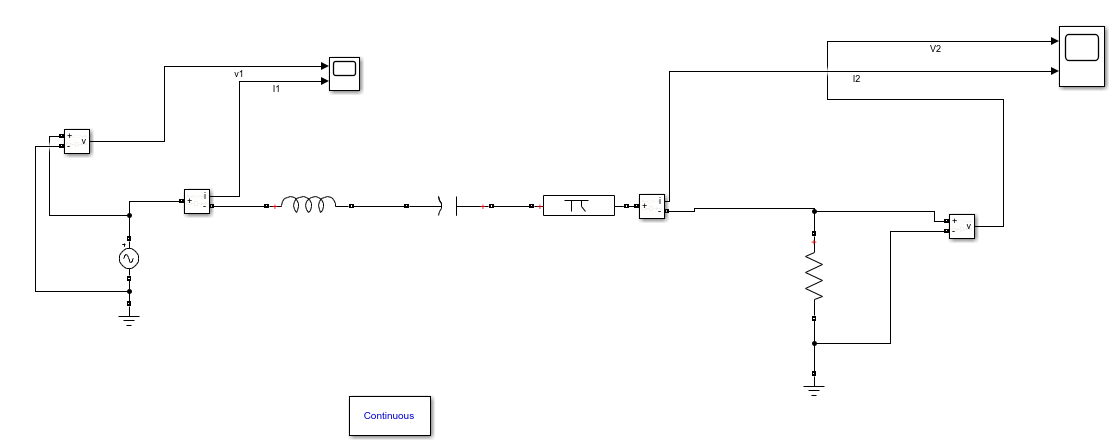 V2
v1
I2
I1
+
-
v
i
+
-
+
i
+
-
+
-
v
+
Continuous